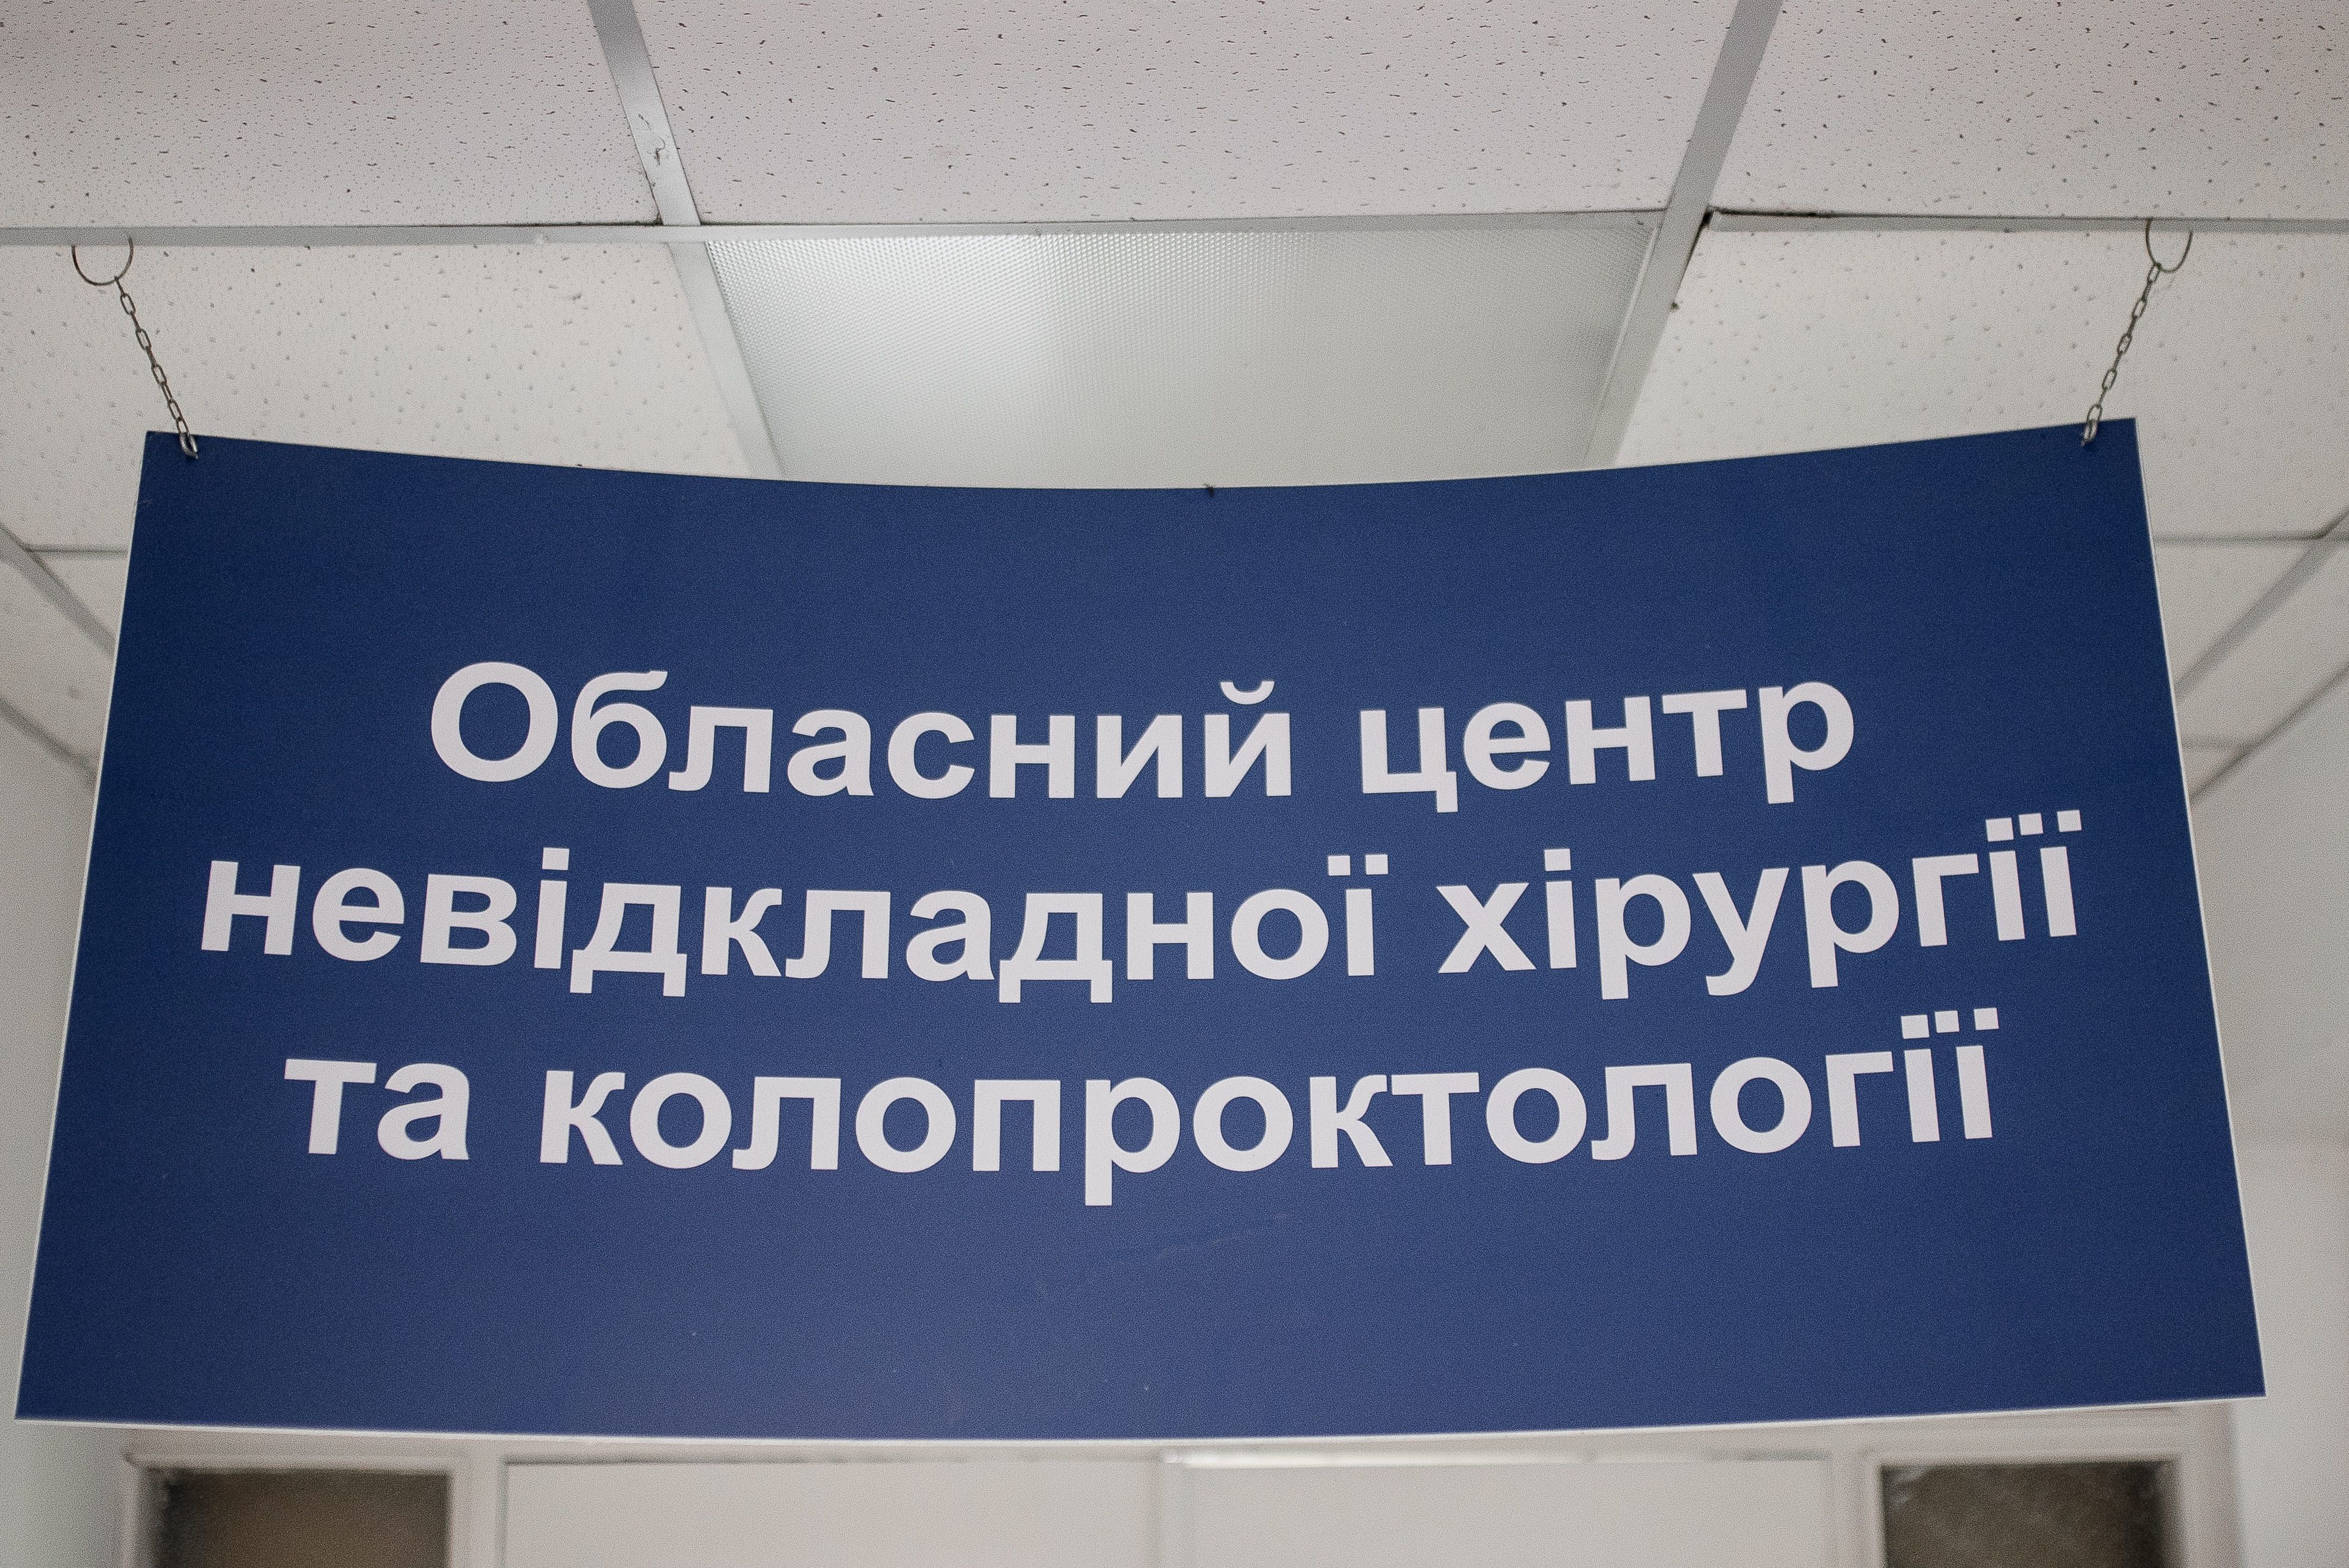 Обласний центр
невідкладної хірургії
та колопроктології